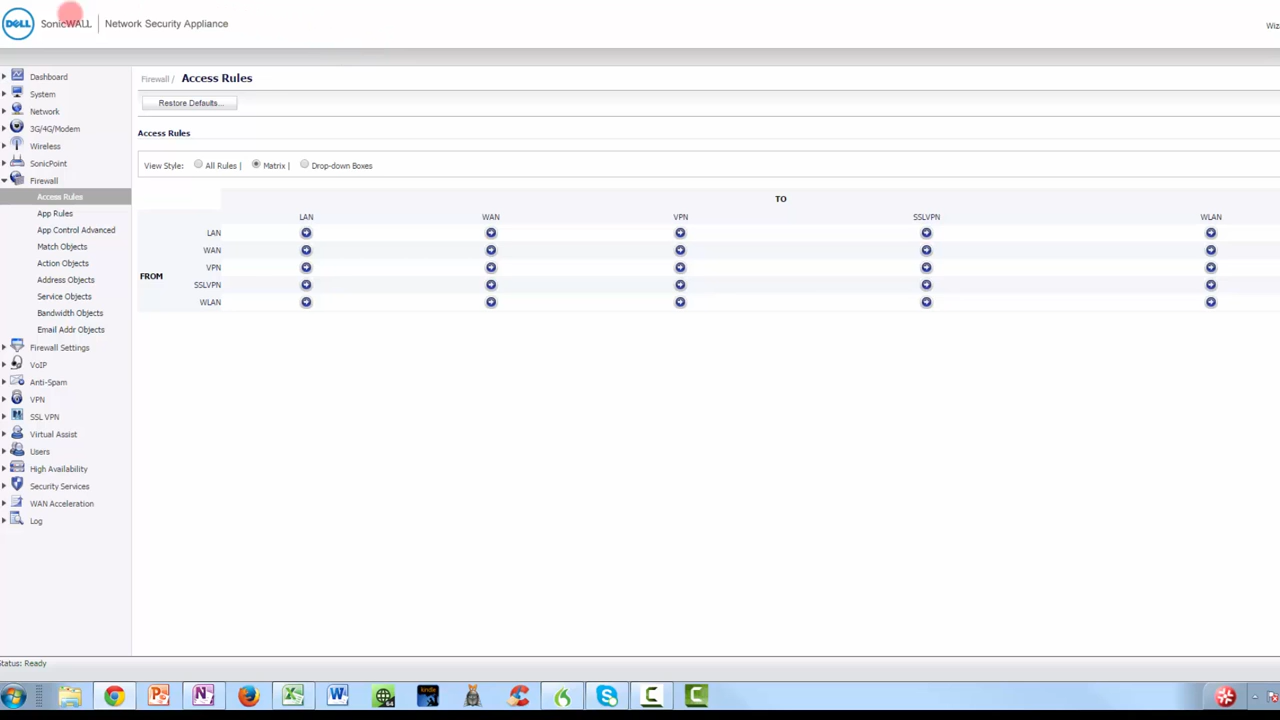 DELL SonicWALL | Network Security Appliance
Wiz
Dashboard
System
Network
3G/4G/Modem
Wireless
SonicPoint
Firewall
Access Rules
App Rules
App Control Advanced
Match Objects
Action Objects
Address Objects
Service Objects
Bandwidth Objects
Email Addr Objects
Firewall Settings
VoIP
Anti-Spam
VPN
SSL VPN
Virtual Assist
Users
High Availability
Security Services
WAN Acceleration
Log
Firewall / Access Rules
Restore Defaults...
Access Rules
View Style: All Rules | Matrix | Drop-down Boxes
TO
LAN WAN VPN SSLVPN WLAN
LAN
WAN
VPN
FROM
SSLVPN
WLAN
Status: Ready